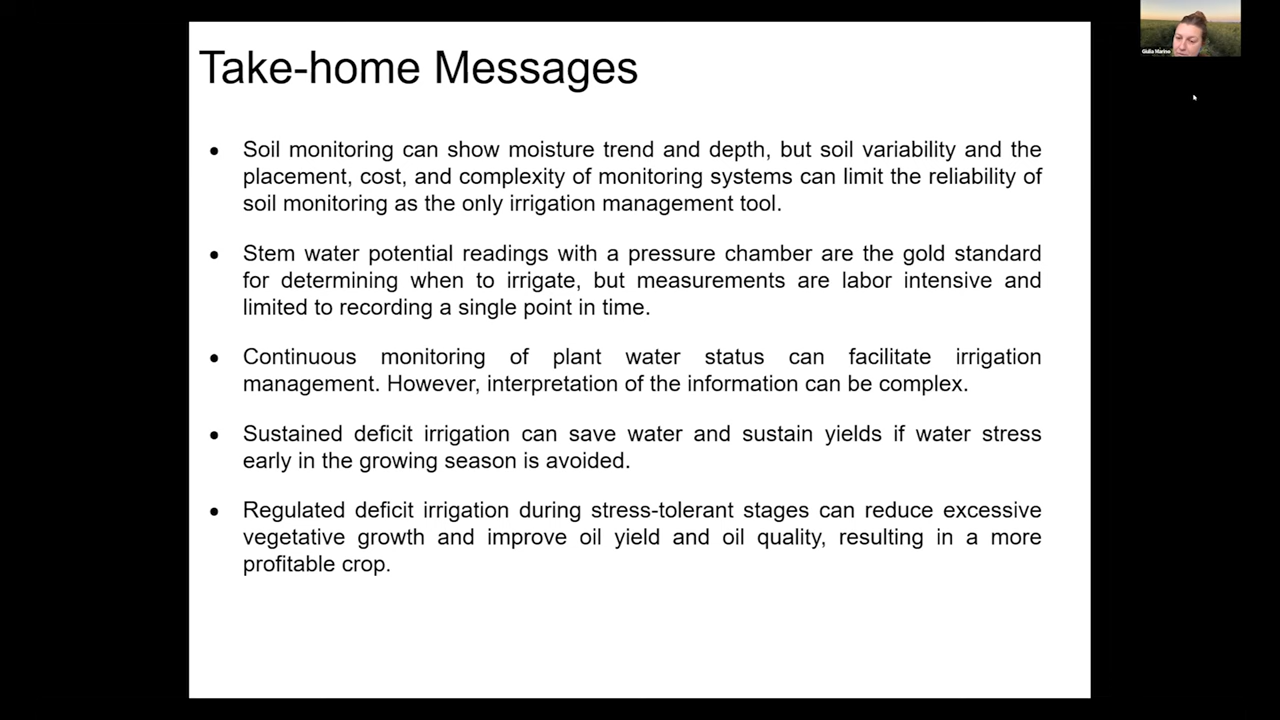 Take-home Messages
● Soil monitoring can show moisture trend and depth, but soil variability and the
placement, cost, and complexity of monitoring systems can limit the reliability of
soil monitoring as the only irrigation management tool.
● Stem water potential readings with a pressure chamber are the gold standard
for determining when to irrigate, but measurements are labor intensive and
limited to recording a single point in time.
● Continuous monitoring of plant water status can facilitate irrigation
management. However, interpretation of the information can be complex.
● Sustained deficit irrigation can save water and sustain yields if water stress
early in the growing season is avoided.
● Regulated deficit irrigation during stress-tolerant stages can reduce excessive
vegetative growth and improve oil yield and oil quality, resulting in a more
profitable crop.
Giulia Marino